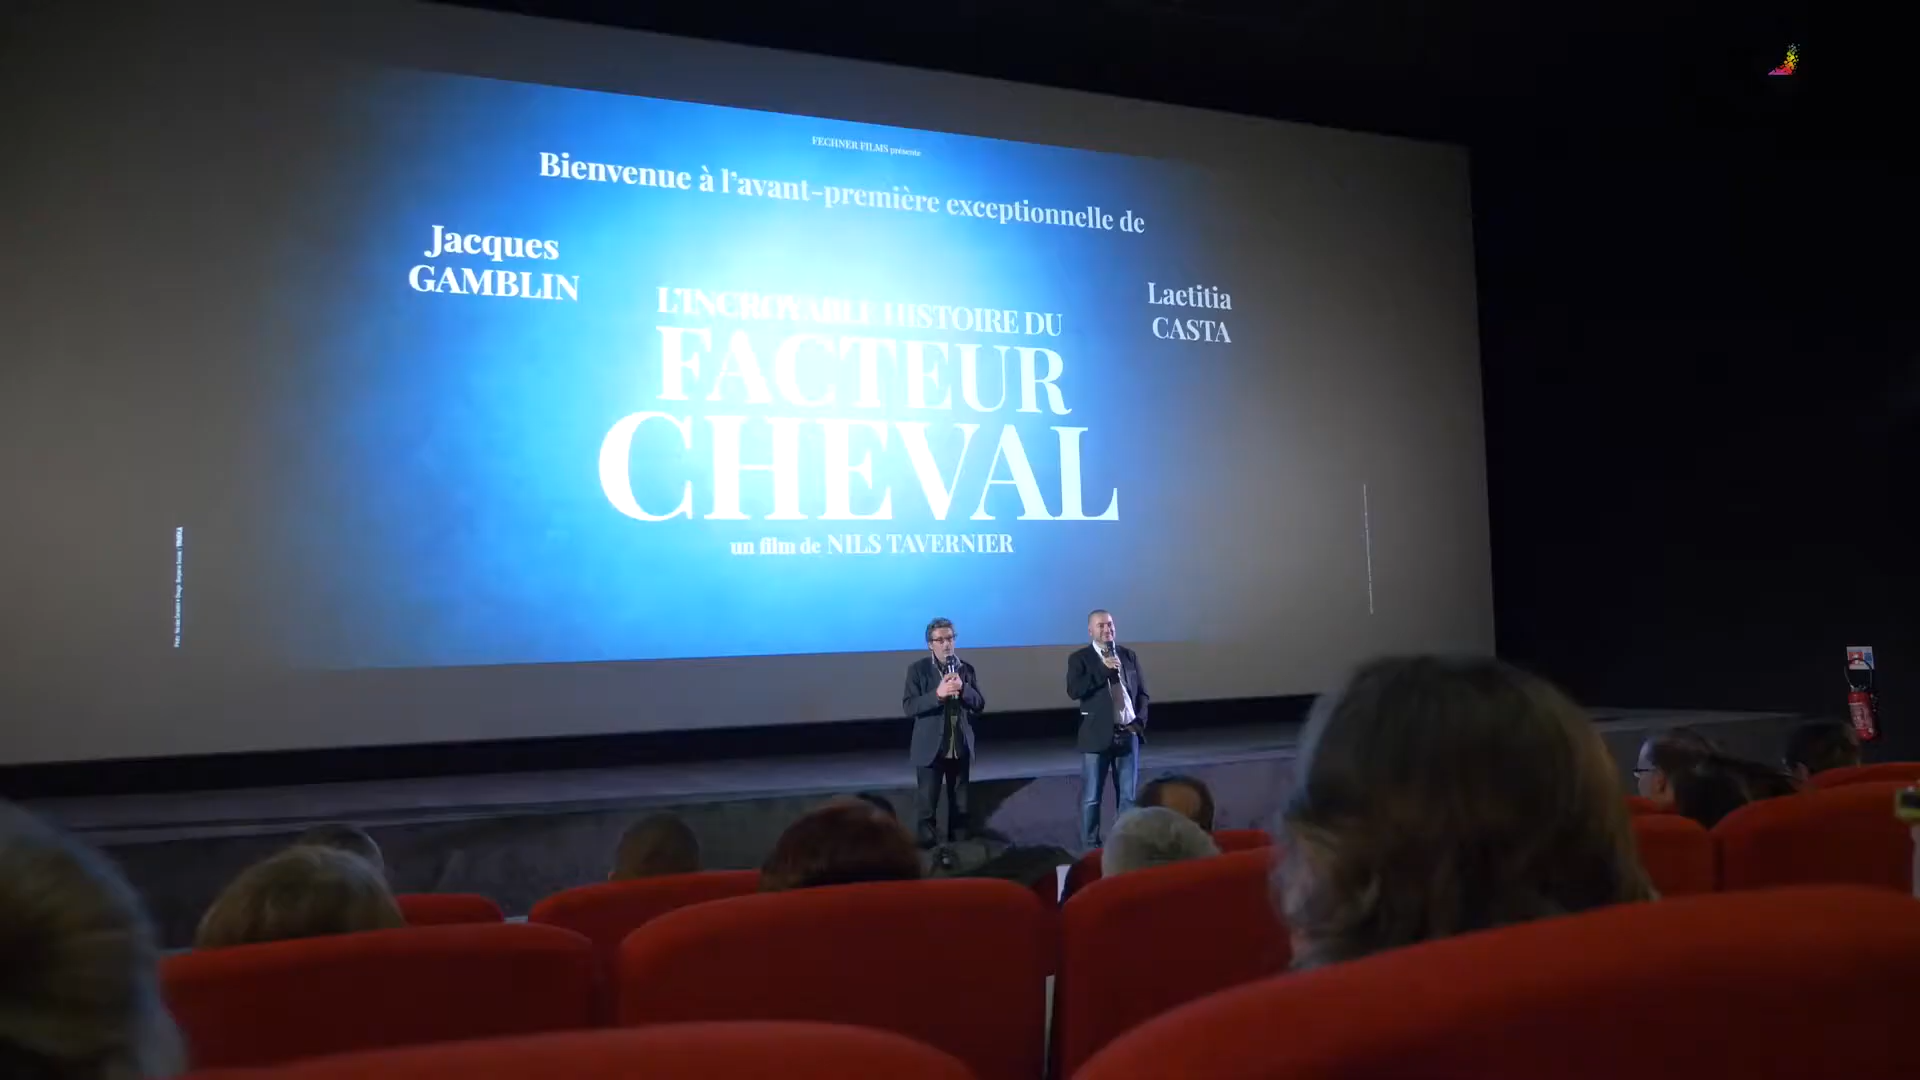 FECHNER FILMS présente
Bienvenue à l'avant-première exceptionnelle de
Jacques
GAMBLIN
Laetitia
CASTA
L'INCROYABLE HISTOIRE DU
FACTEUR
CHEVAL
un film de NILS TAVERNIER